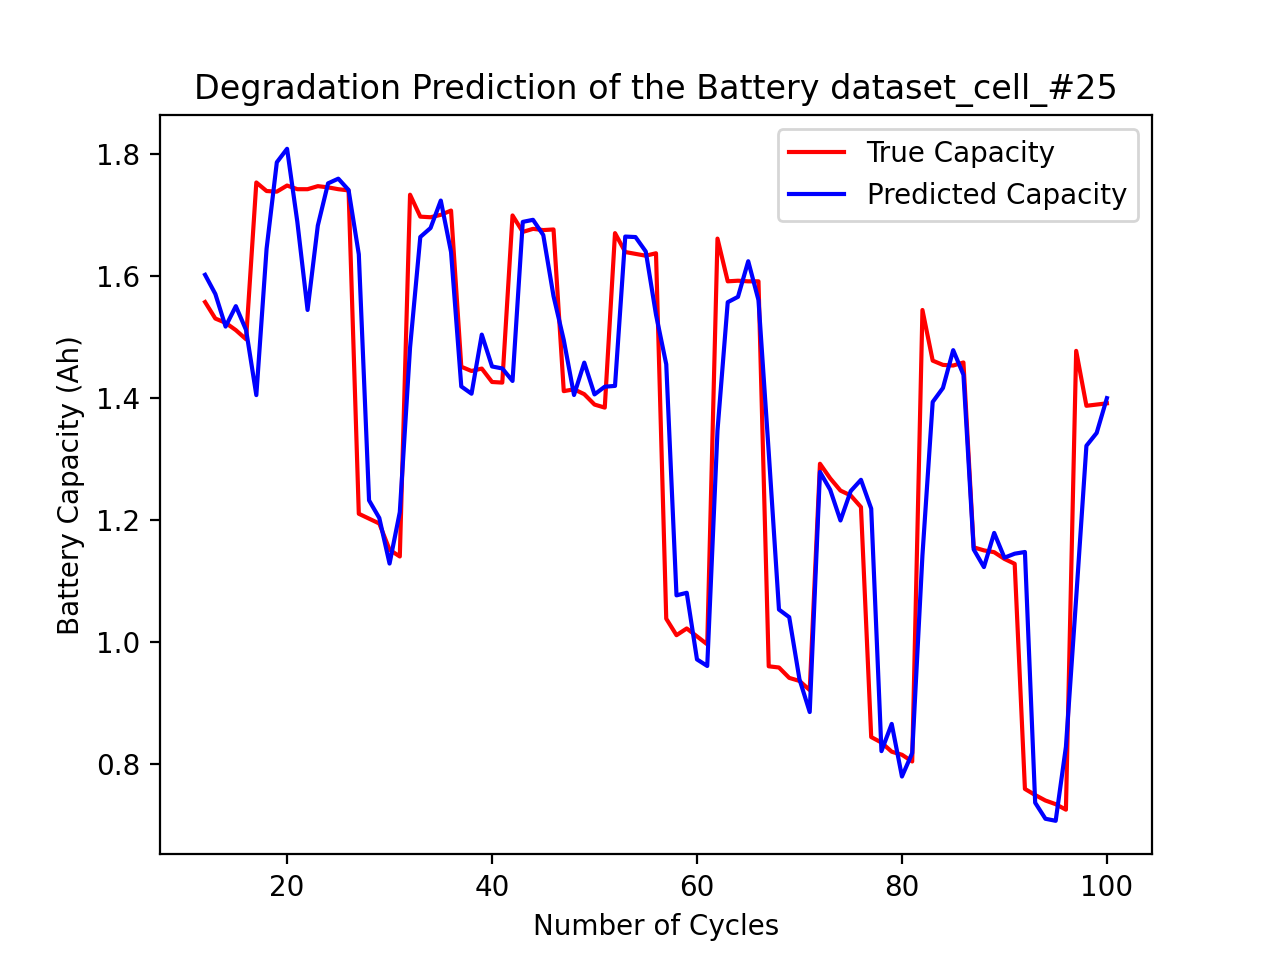 Degradation Prediction of the Battery dataset_cell_#25
True Capacity
Predicted Capacity
Battery Capacity (Ah)
1.8
1.6
1.4
1.2
1.0
0.8
20 40 60 80 100
Number of Cycles